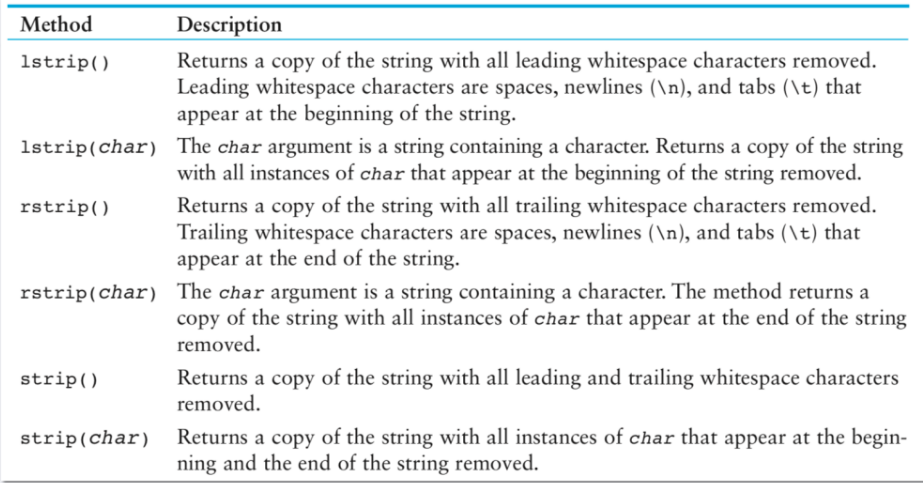 Method Description
lstrip() Returns a copy of the string with all leading whitespace characters removed.
Leading whitespace characters are spaces, newlines (\n), and tabs (\t) that
appear at the beginning of the string.
lstrip(char) The char argument is a string containing a character. Returns a copy of the string
with all instances of char that appear at the beginning of the string removed.
rstrip() Returns a copy of the string with all trailing whitespace characters removed.
Trailing whitespace characters are spaces, newlines (\n), and tabs (\t) that
appear at the end of the string.
rstrip(char) The char argument is a string containing a character. The method returns a
copy of the string with all instances of char that appear at the end of the string
removed.
strip() Returns a copy of the string with all leading and trailing whitespace characters
removed.
strip(char) Returns a copy of the string with all instances of char that appear at the begin-
ning and the end of the string removed.